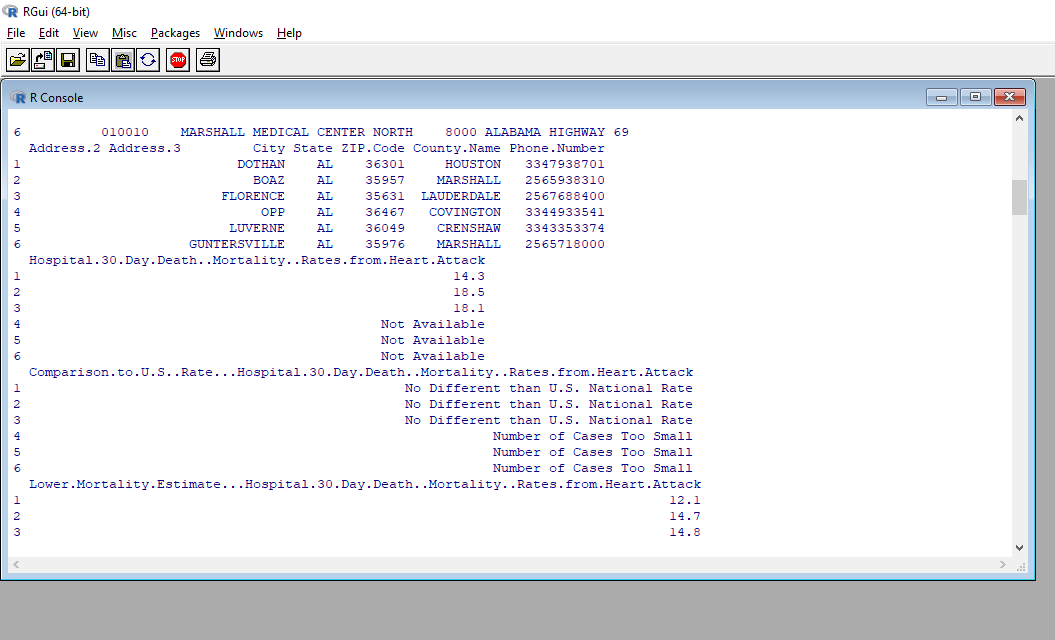 RGui (64-bit)
File Edit View Misc Packages Windows Help
STOP
R Console
6 010010 MARSHALL MEDICAL CENTER NORTH 8000 ALABAMA HIGHWAY 69
Address.2 Address.3 City State ZIP.Code County.Name Phone.Number
1 DOTHAN AL 36301 HOUSTON 3347938701
2 BOAZ AL 35957 MARSHALL 2565938310
3 FLORENCE AL 35631 LAUDERDALE 2567688400
4 OPP AL 36467 COVINGTON 3344933541
5 LUVERNE AL 36049 CRENSHAW 3343353374
6 GUNTERSVILLE AL 35976 MARSHALL 2565718000
Hospital.30.Day.Death..Mortality..Rates.from.Heart.Attack
1 14.3
2 18.5
3 18.1
4 Not Available
5 Not Available
6 Not Available
Comparison.to.U.S..Rate...Hospital.30.Day.Death..Mortality..Rates.from.Heart.Attack
1 No Different than U.S. National Rate
2 No Different than U.S. National Rate
3 No Different than U.S. National Rate
4 Number of Cases Too Small
5 Number of Cases Too Small
6 Number of Cases Too Small
Lower.Mortality.Estimate...Hospital.30.Day.Death..Mortality..Rates.from.Heart.Attack
1 12.1
2 14.7
3 14.8